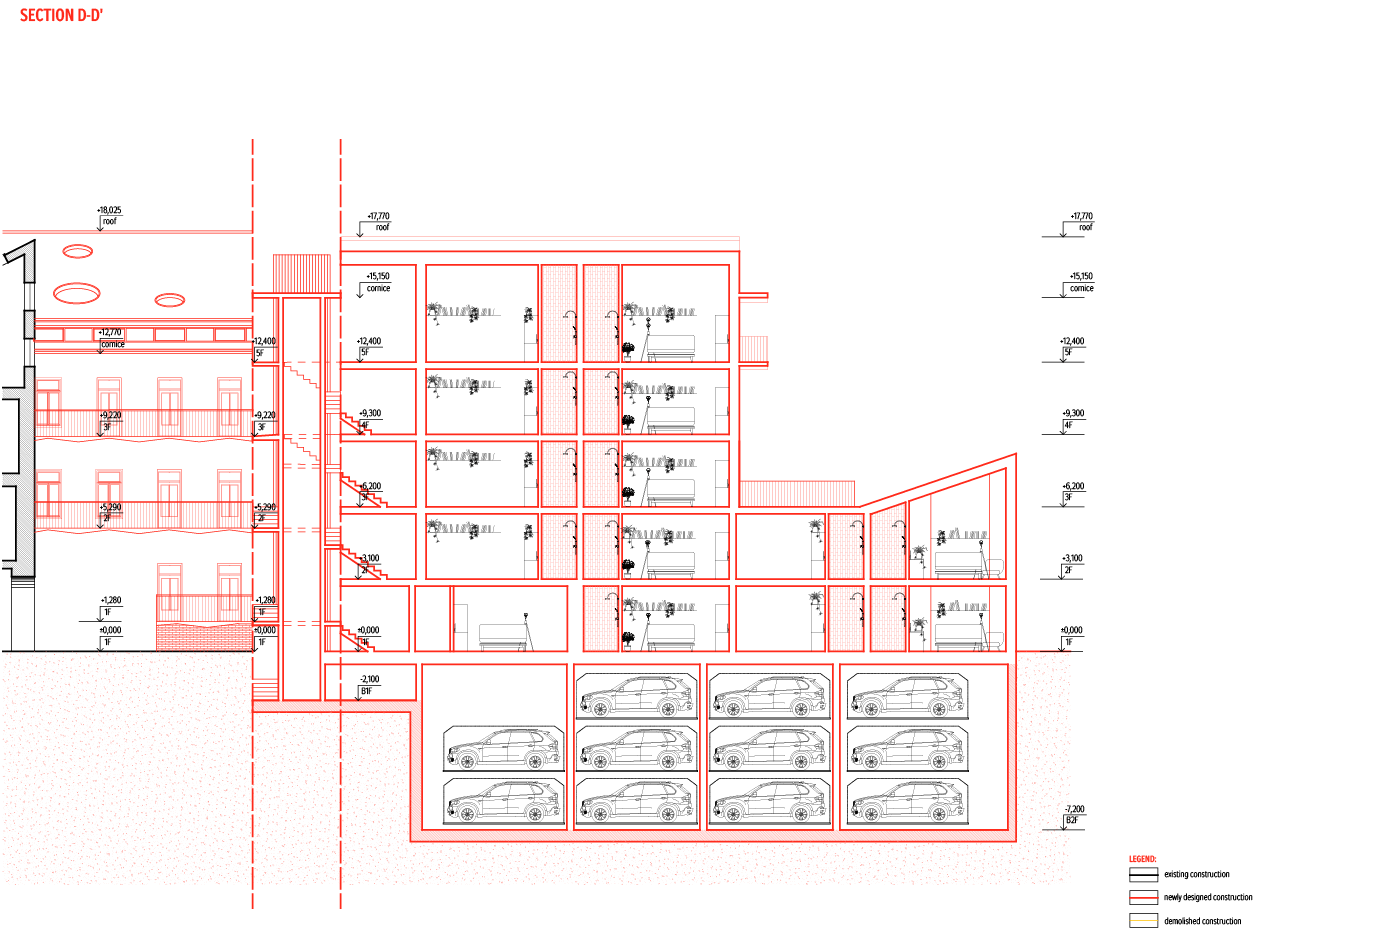 SECTION D-D'
+18,025
roof
+17,770
roof
+17,770
roof
+15,150
cornice
+15,150
cornice
+12,770
cornice
+12,400
5F
+12,400
5F
+12,400
5F
+9,220
3F
+9,220
3F
+9,300
4F
+9,300
4F
+6,200
3F
+6,200
3F
+5,290
2F
+5,290
2F
+3,100
2F
+3,100
2F
+1,280
1F
+1,280
1F
±0,000
1F
±0,000
1F
±0,000
1F
±0,000
1F
-2,100
B1F
-7,200
B2F
LEGEND:
existing construction
newly designed construction
demolished construction